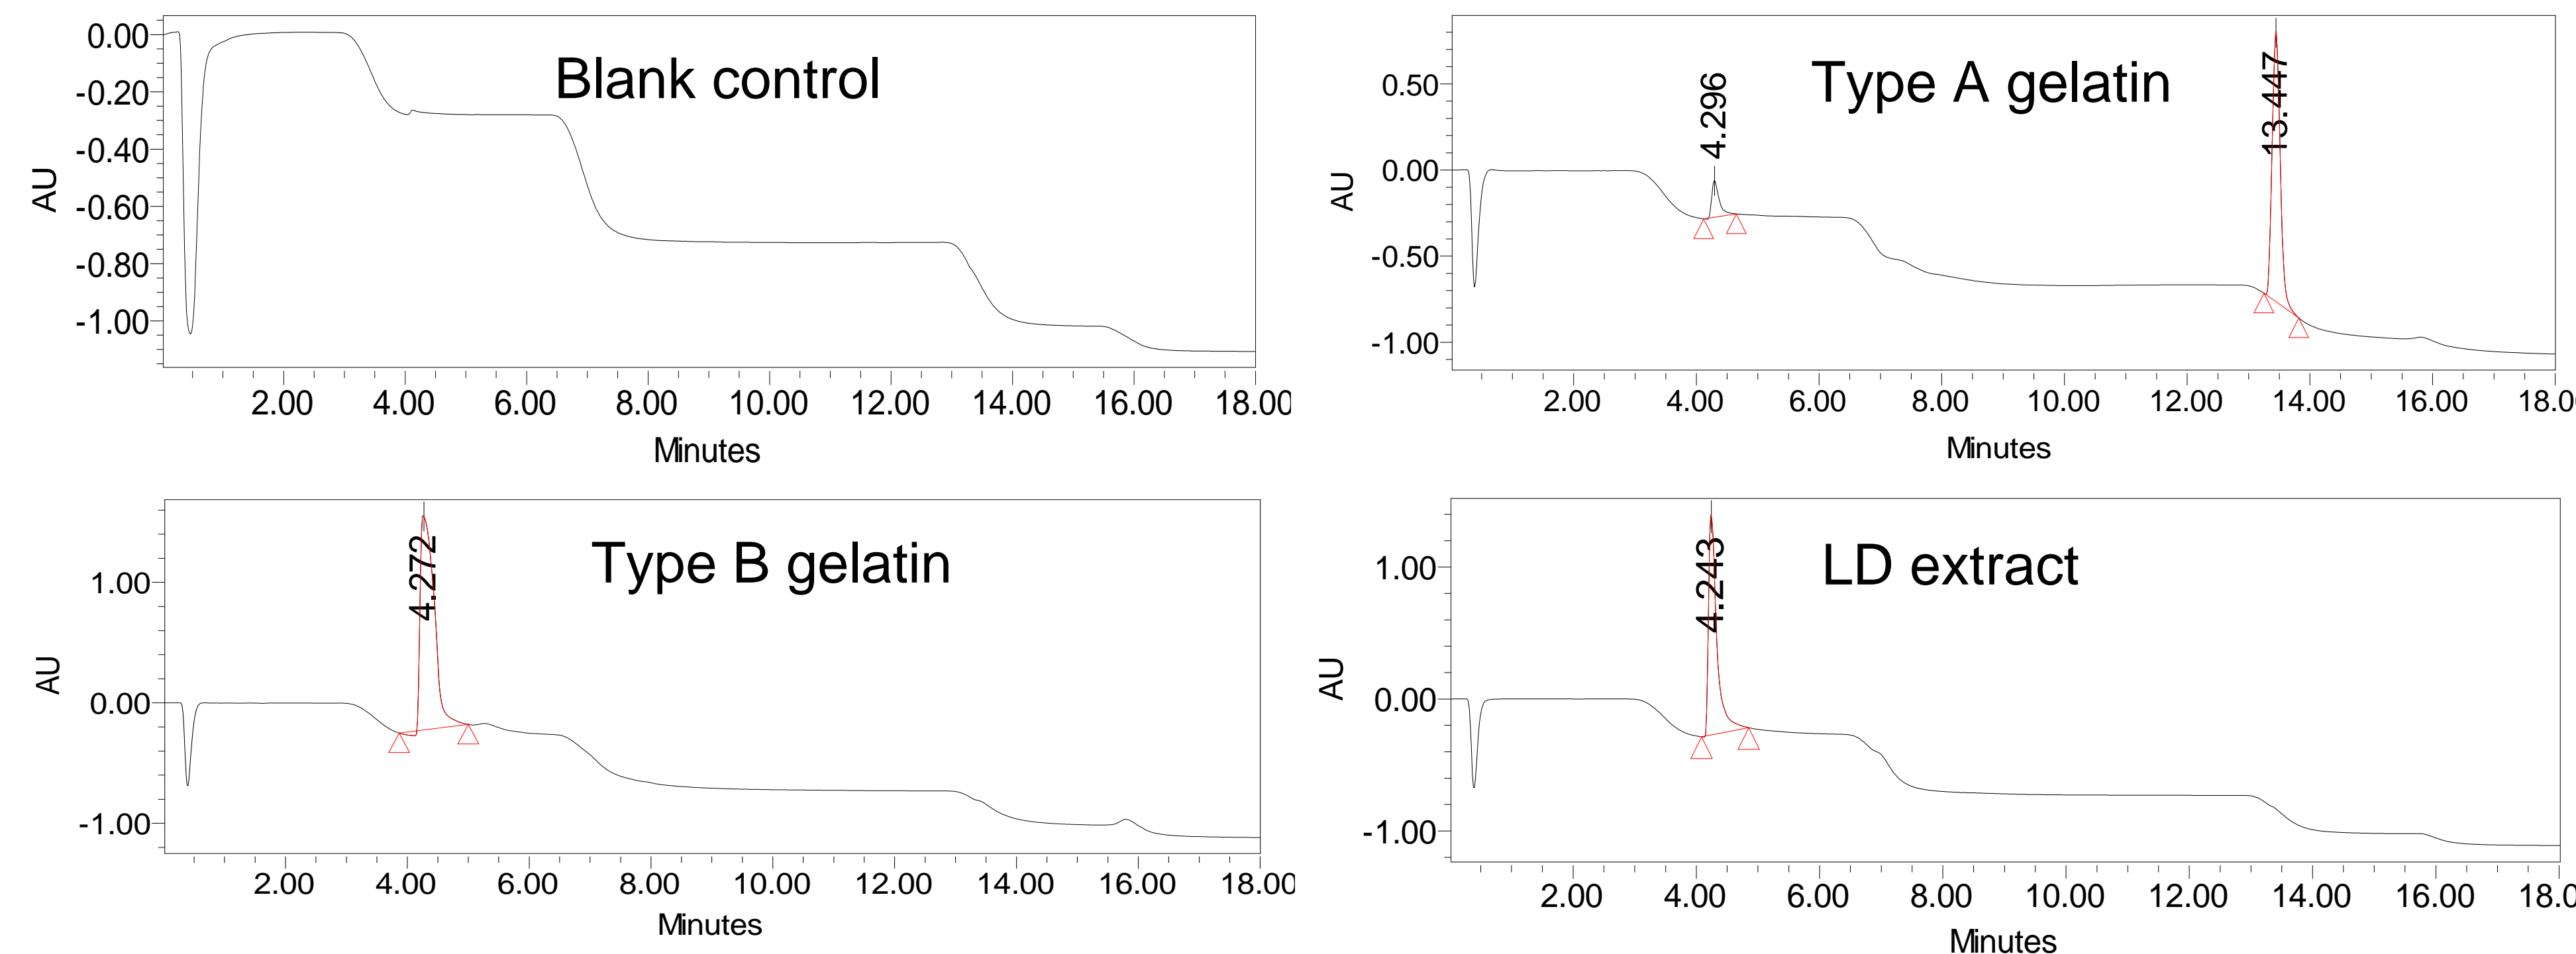 Blank control
0.00
-0.20
-0.40
-0.60
-0.80
-1.00
AU
2.00 4.00 6.00 8.00 10.00 12.00 14.00 16.00 18.00
Minutes
Type A gelatin
4.296
13.447
0.50
0.00
-0.50
-1.00
AU
2.00 4.00 6.00 8.00 10.00 12.00 14.00 16.00 18.0
Minutes
Type B gelatin
4.272
1.00
0.00
-1.00
AU
2.00 4.00 6.00 8.00 10.00 12.00 14.00 16.00 18.00
Minutes
LD extract
4.243
1.00
0.00
-1.00
AU
2.00 4.00 6.00 8.00 10.00 12.00 14.00 16.00 18.0
Minutes